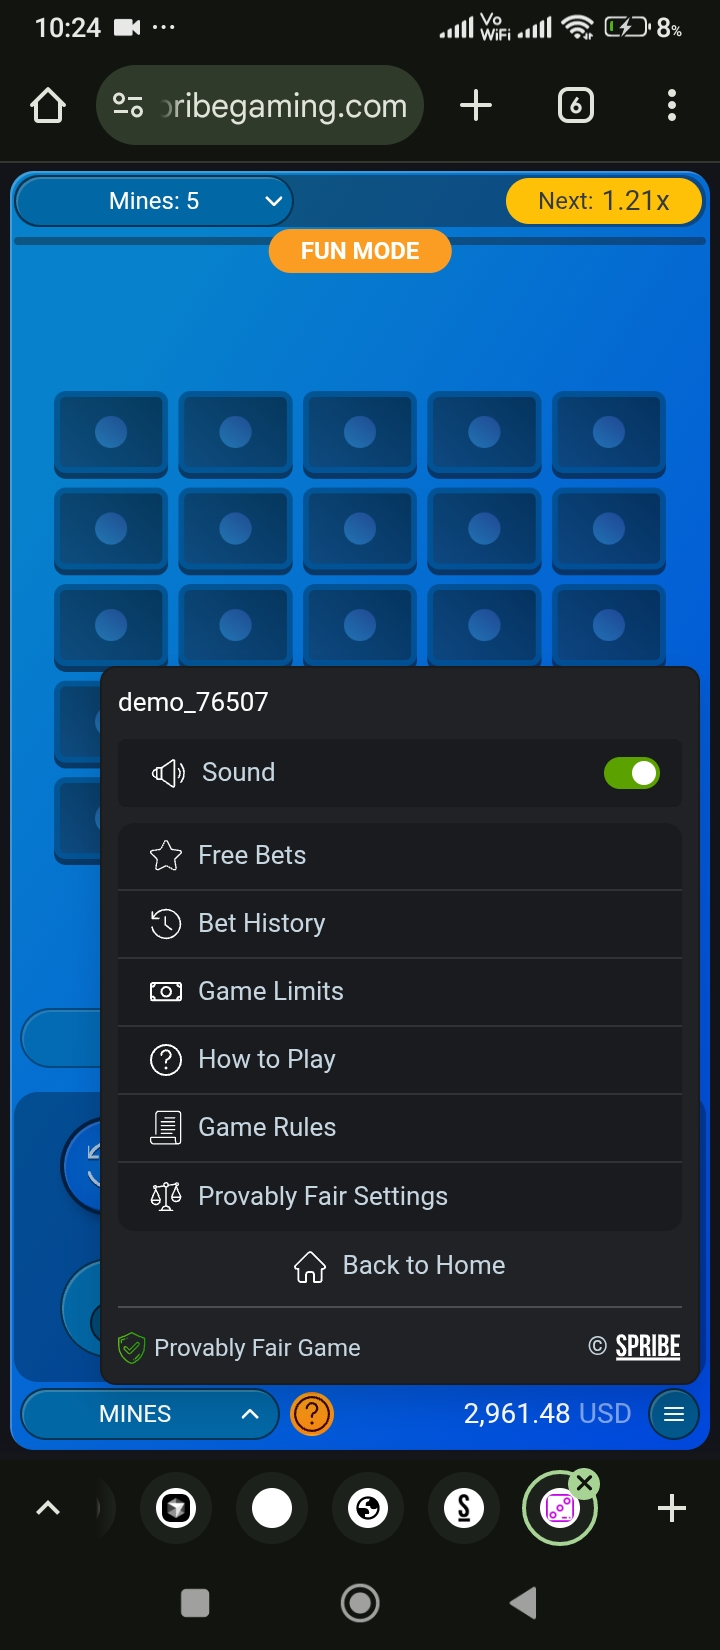 10:24
Vo WiFi
8%
ribegaming.com
6
Mines: 5
Next: 1.21x
FUN MODE
demo_76507
Sound
Free Bets
Bet History
Game Limits
How to Play
Game Rules
Provably Fair Settings
Back to Home
Provably Fair Game
© SPRIBE
MINES
?
2,961.48 USD